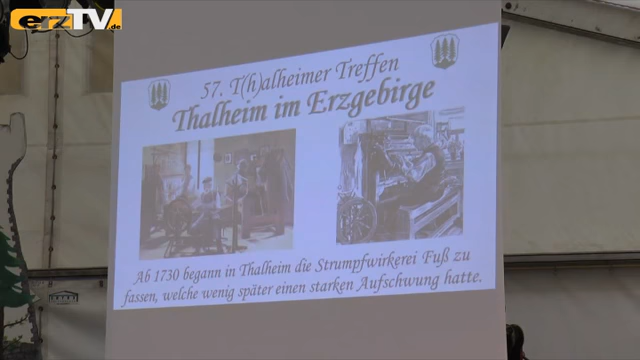 erzTV.de
57. T(h)alheimer Treffen
Thalheim im Erzgebirge
Ab 1730 begann in Thalheim die Strumpfwirkerei Fuß zu
fassen, welche wenig später einen starken Aufschwung hatte.